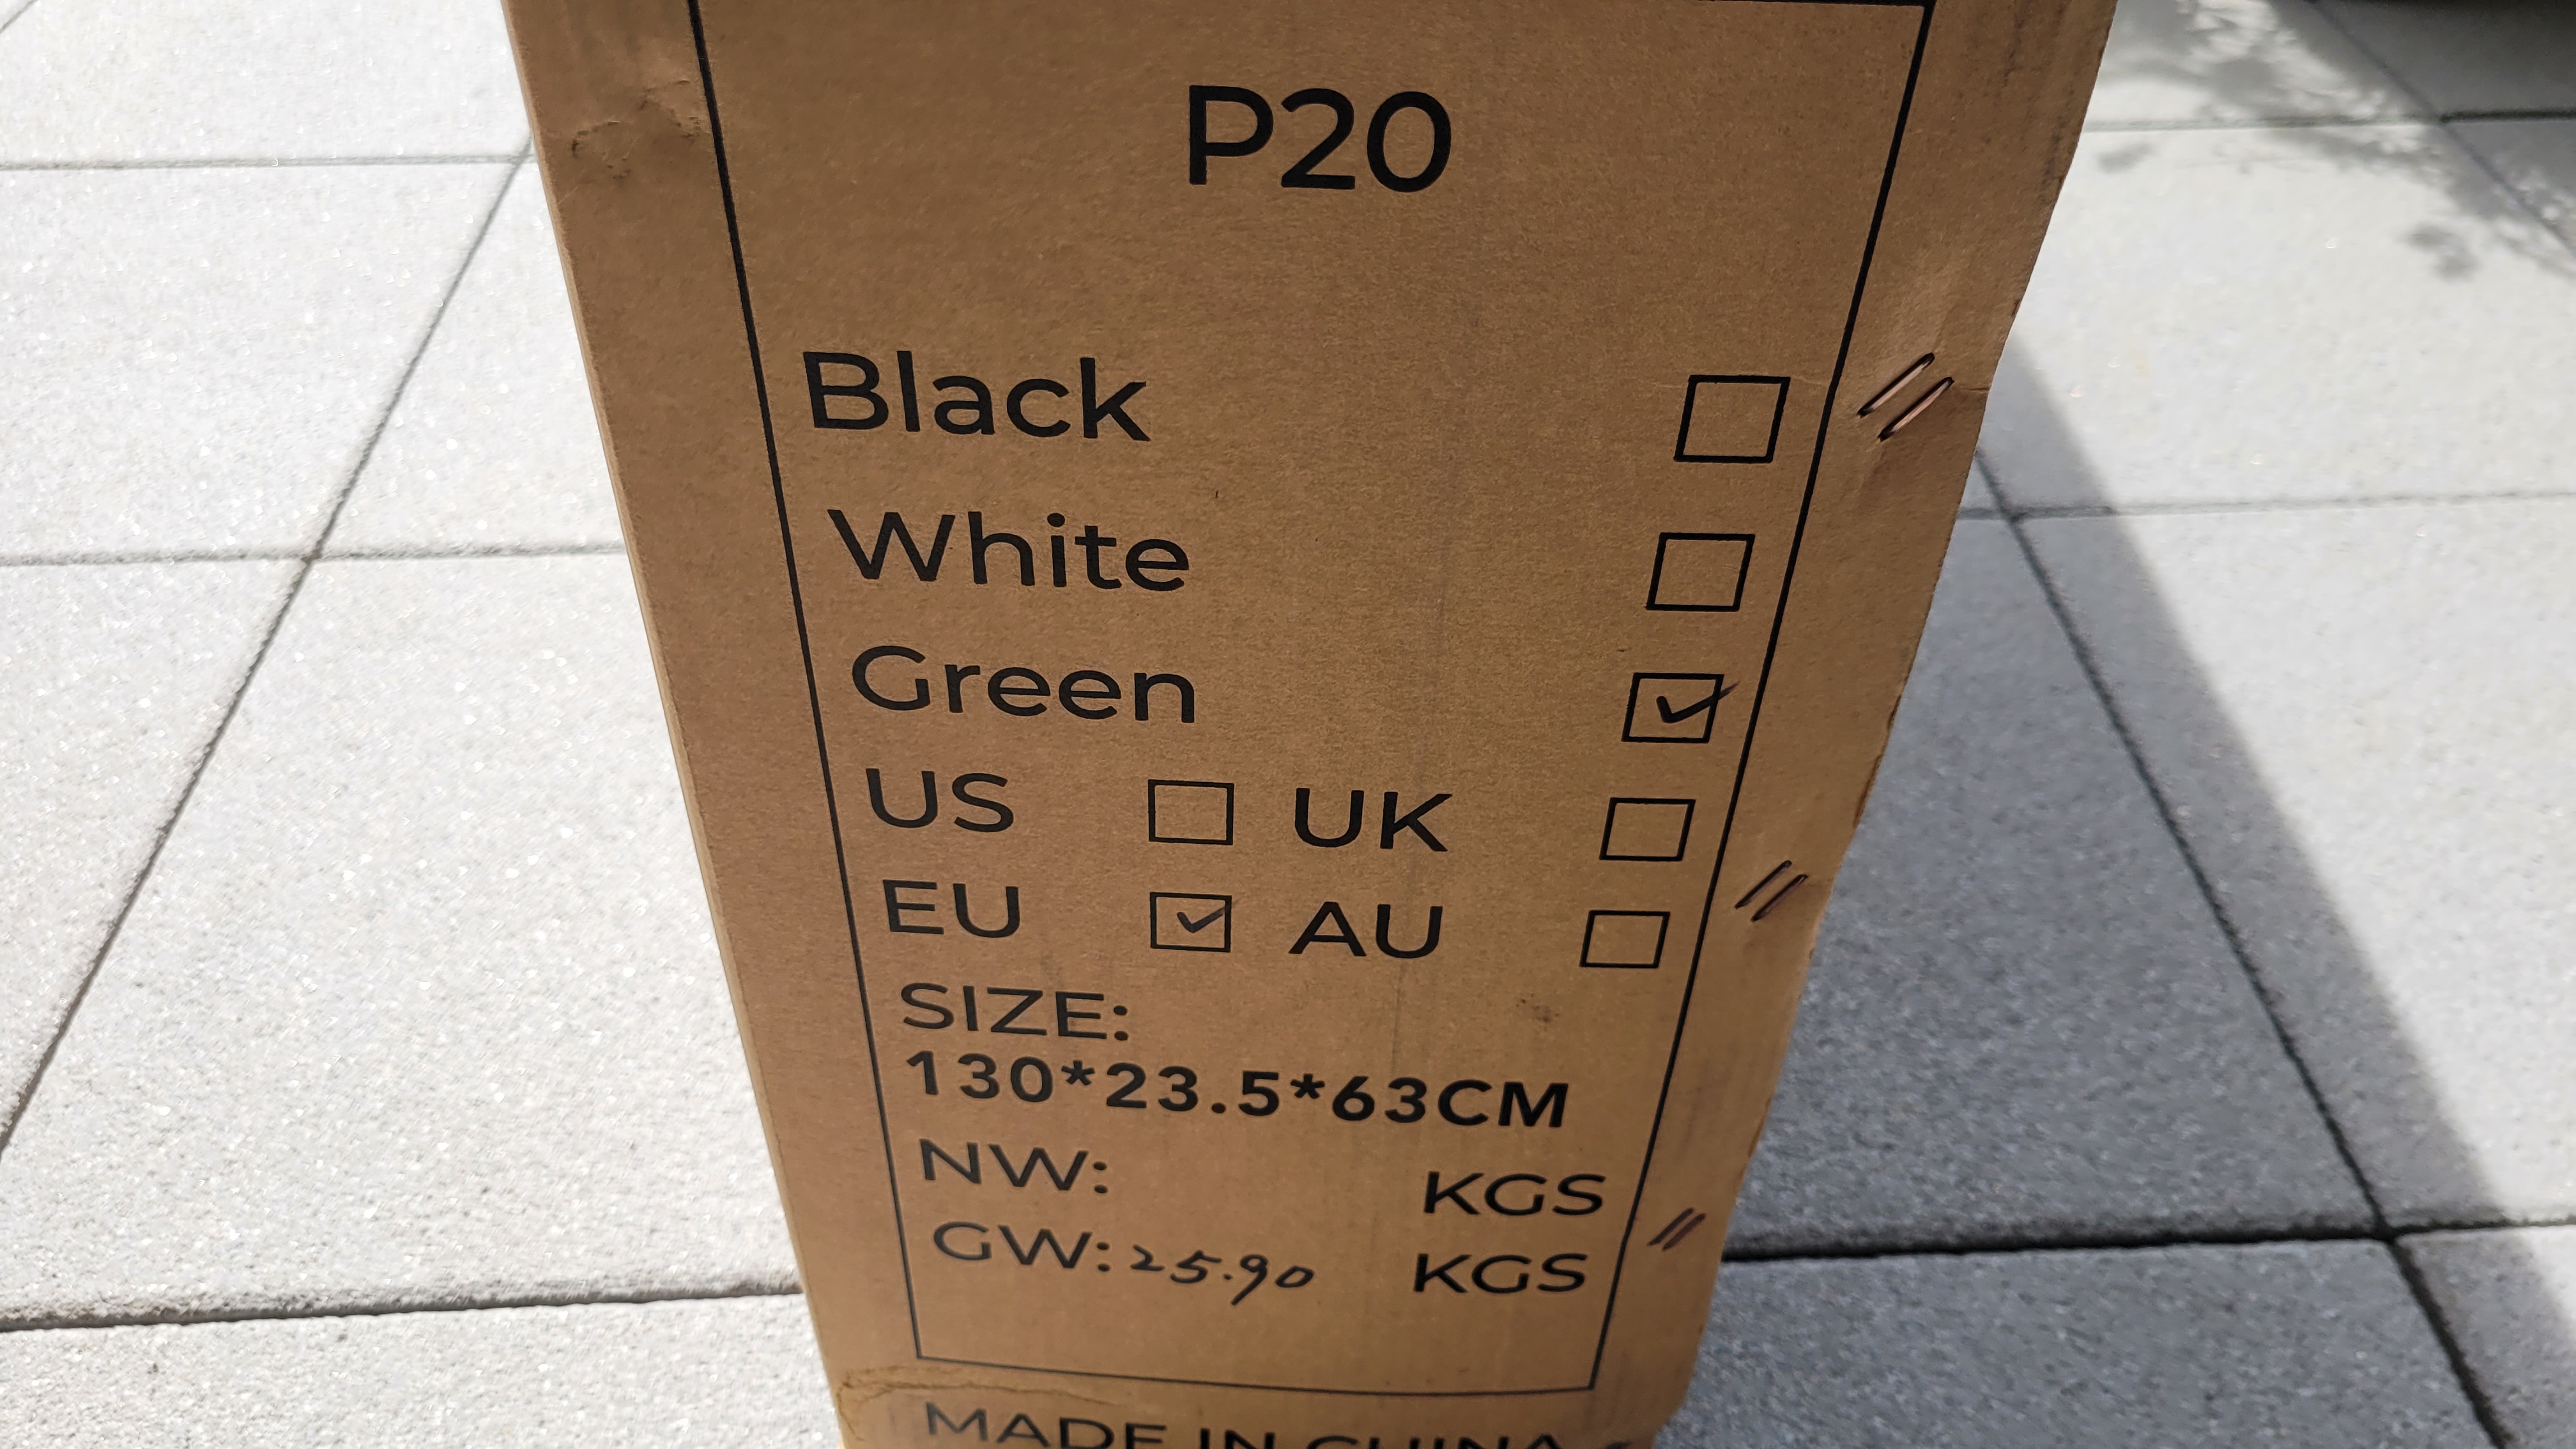 P20
Black
White
Green
US UK
EU AU
SIZE:
130*23.5*63CM
NW: KGS
GW: 25.90 KGS
MADE IN CHINA